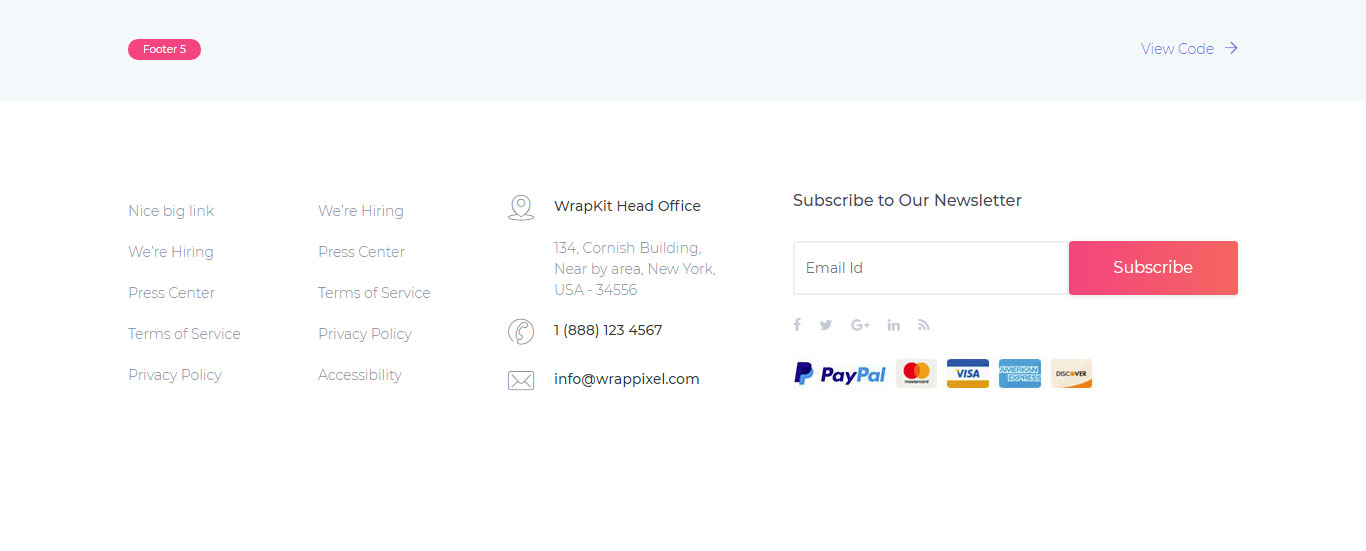 Footer 5
View Code
Nice big link
We're Hiring
Press Center
Terms of Service
Privacy Policy
We're Hiring
Press Center
Terms of Service
Privacy Policy
Accessibility
WrapKit Head Office
134, Cornish Building,
Near by area, New York,
USA - 34556
1 (888) 123 4567
info@wrappixel.com
Subscribe to Our Newsletter
Email Id
Subscribe
PayPal
mastercard
VISA
AMERICAN
EXPRESS
DISCOVER